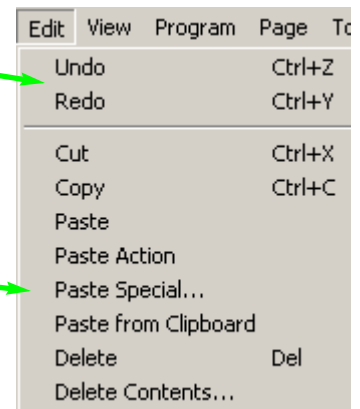 Edit View Program Page To
Undo Ctrl+Z
Redo Ctrl+Y
Cut Ctrl+X
Copy Ctrl+C
Paste
Paste Action
Paste Special...
Paste from Clipboard
Delete Del
Delete Contents...